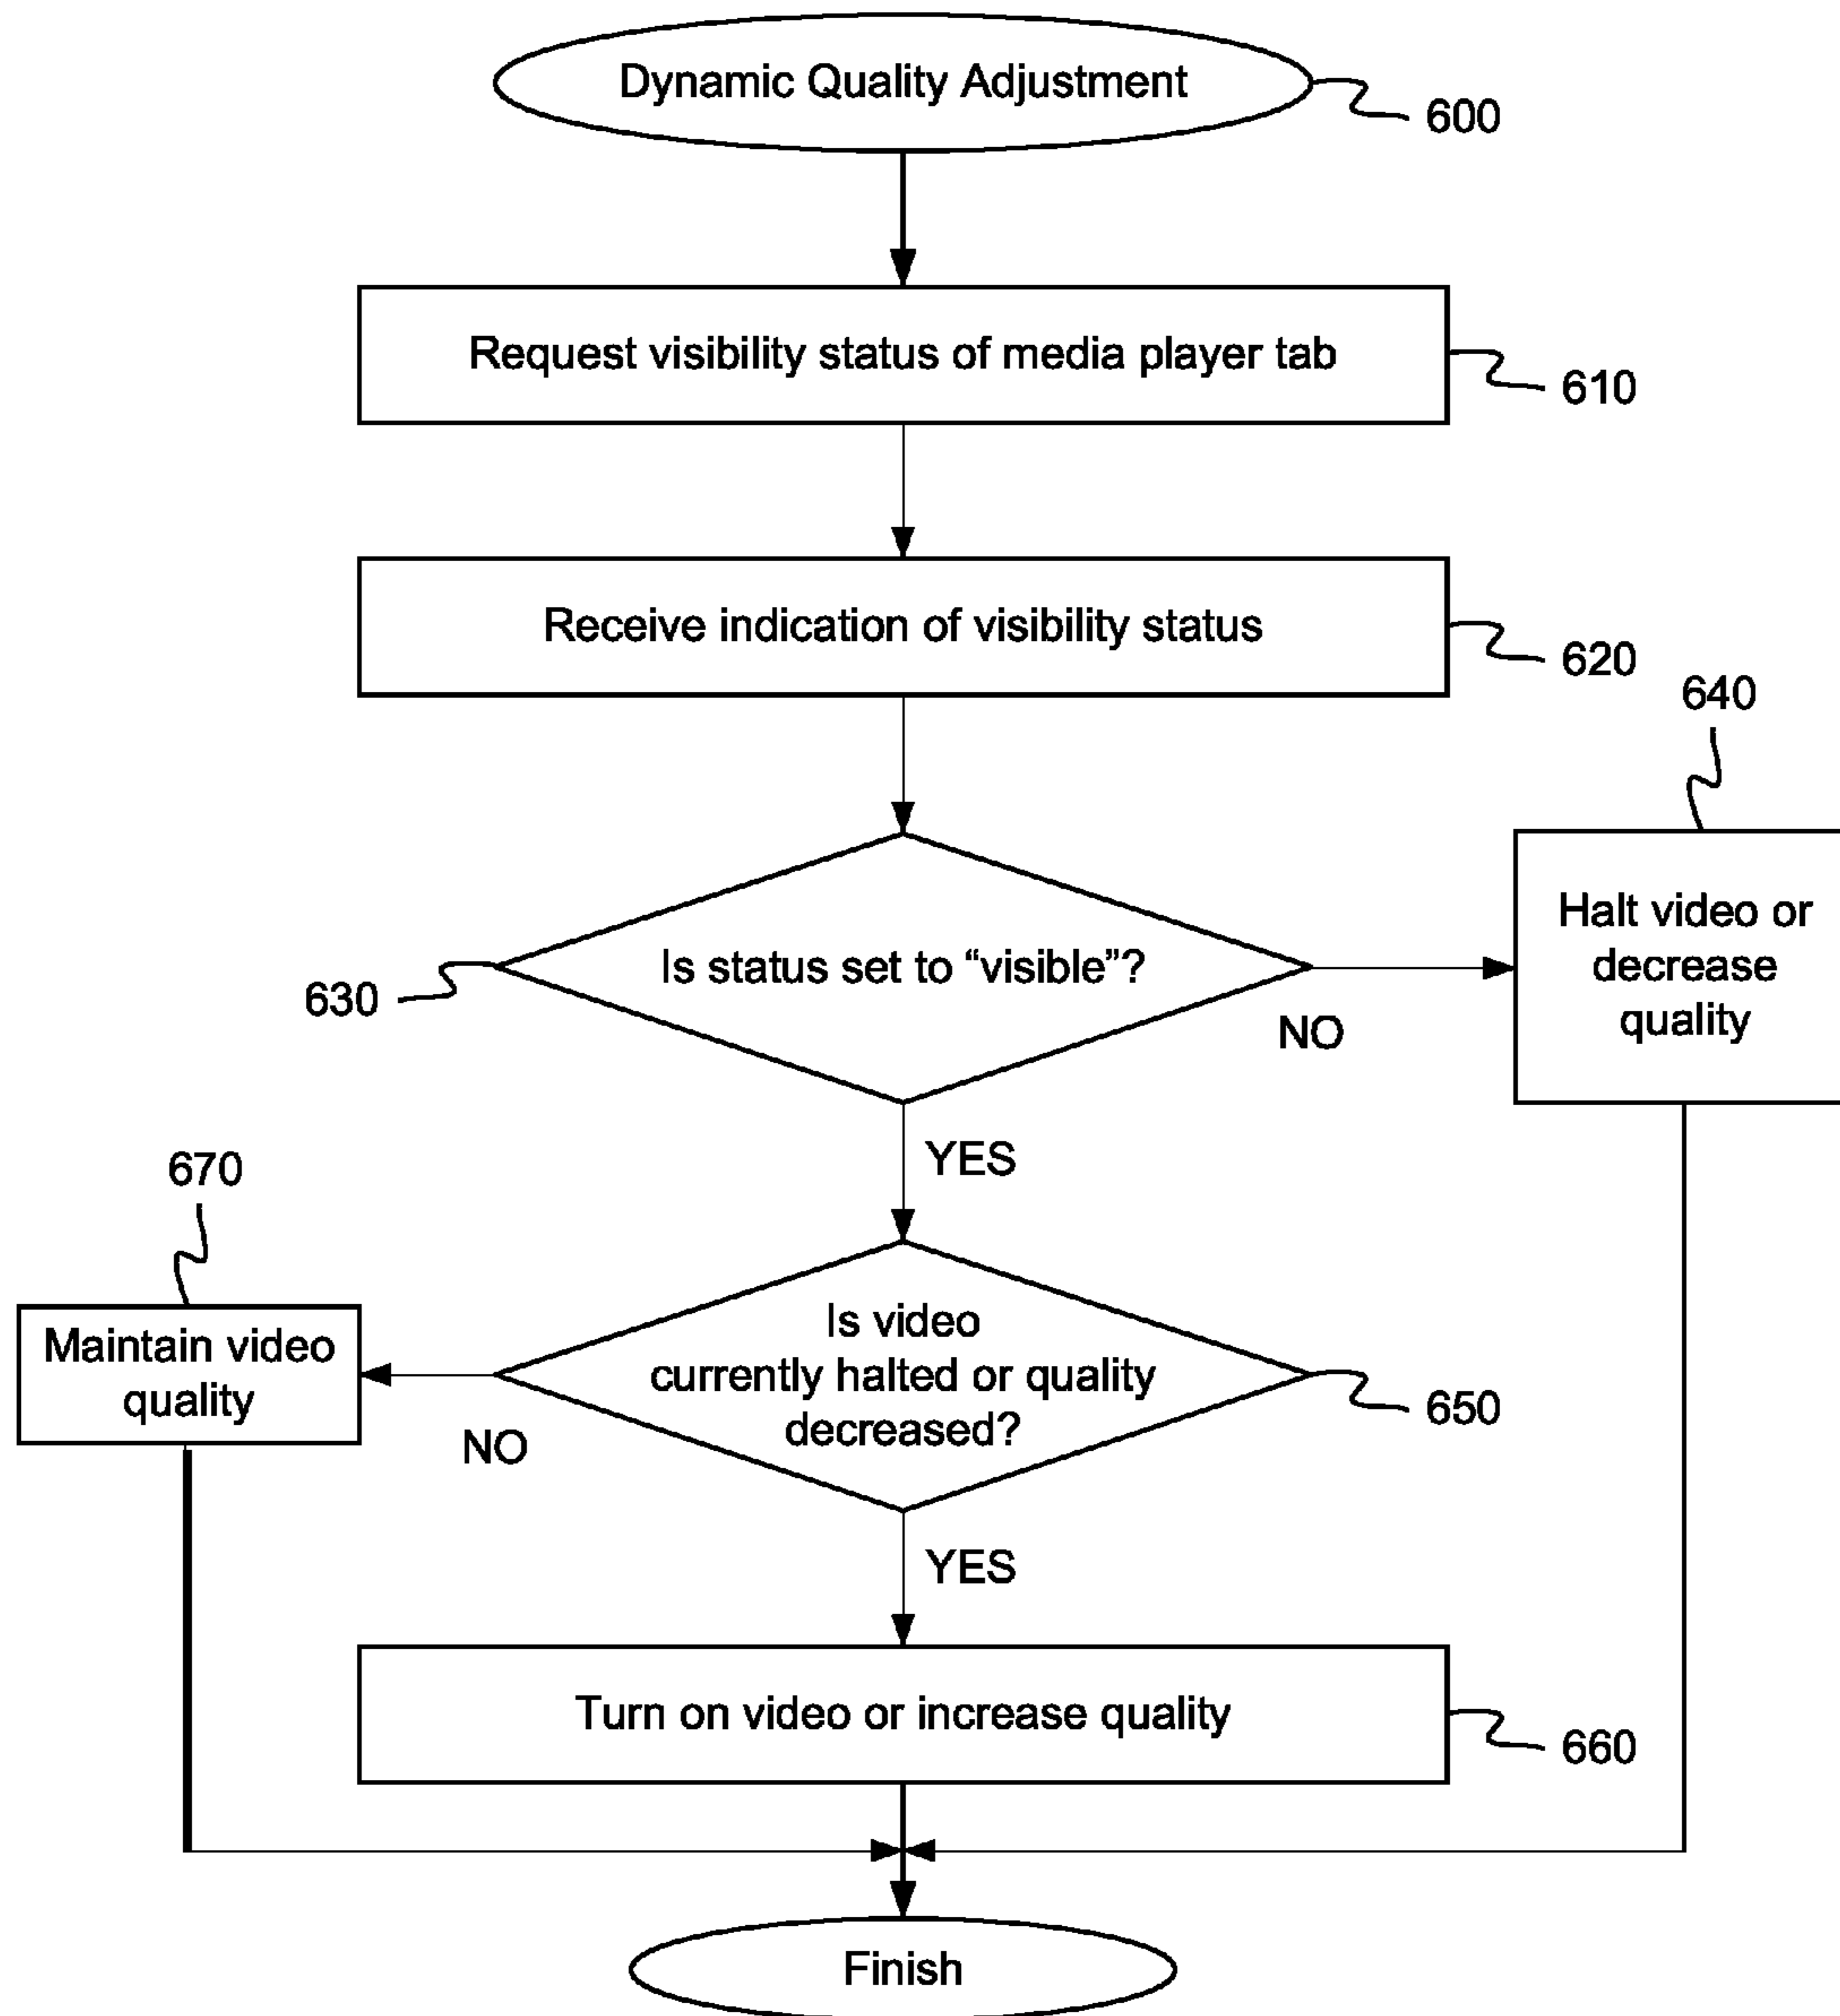 Dynamic Quality Adjustment
600
Request visibility status of media player tab
610
Receive indication of visibility status
620
640
Halt video or
decrease
quality
Is status set to “visible”?
630
NO
YES
670
Maintain video
quality
Is video
currently halted or quality
decreased?
650
NO
YES
Turn on video or increase quality
660
Finish